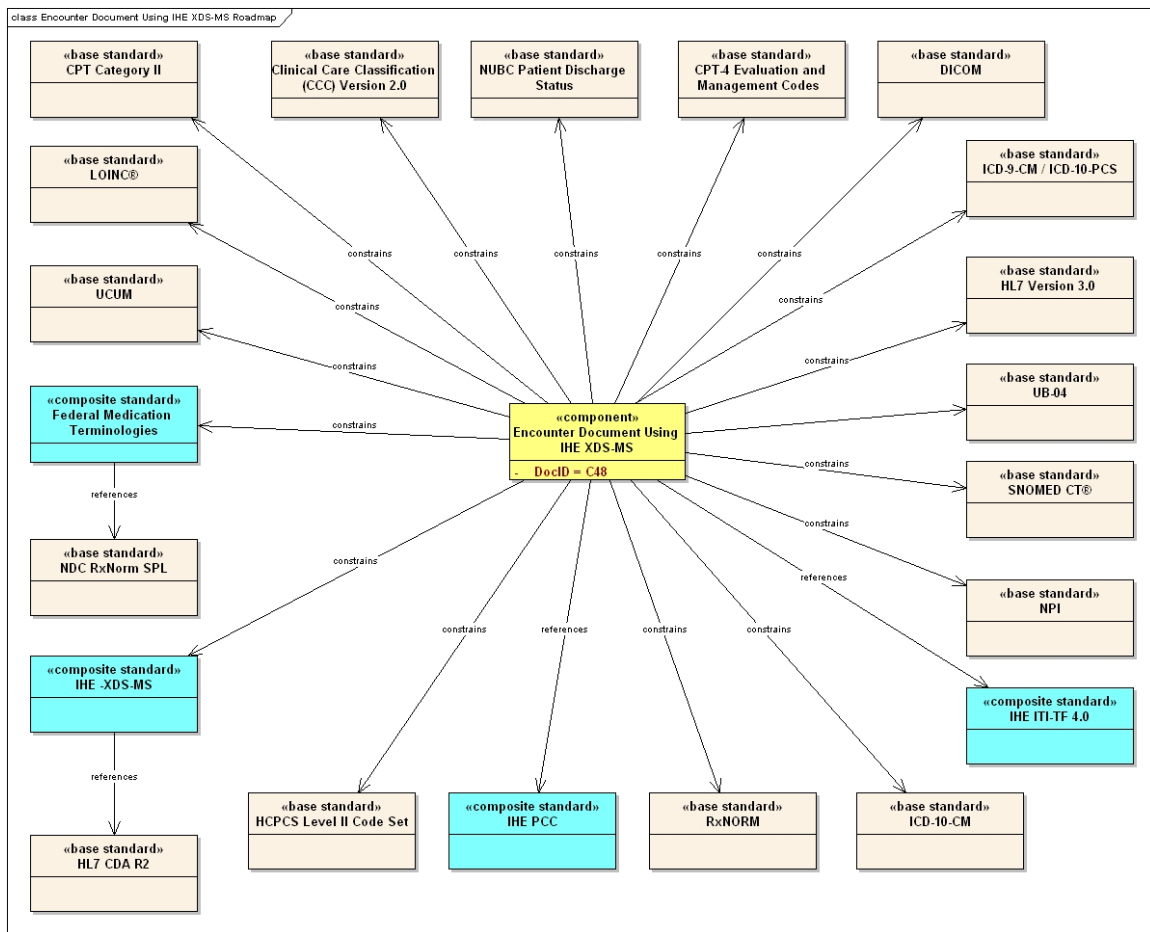 class Encounter Document Using IHE XDS-MS Roadmap
«base standard»
CPT Category II
«base standard»
Clinical Care Classification
(CCC) Version 2.0
«base standard»
NUBC Patient Discharge
Status
«base standard»
CPT-4 Evaluation and
Management Codes
«base standard»
DICOM
«base standard»
LOINC®
«base standard»
ICD-9-CM / ICD-10-PCS
constrains
constrains
constrains
constrains
constrains
constrains
«base standard»
UCUM
«base standard»
HL7 Version 3.0
constrains
constrains
constrains
«composite standard»
Federal Medication
Terminologies
constrains
«component»
Encounter Document Using
IHE XDS-MS
- DocID = C48
«base standard»
UB-04
constrains
«base standard»
SNOMED CT®
references
constrains
«base standard»
NDC RxNorm SPL
constrains
references
«base standard»
NPI
constrains
references
constrains
constrains
«composite standard»
IHE -XDS-MS
«composite standard»
IHE ITI-TF 4.0
references
«base standard»
HCPCS Level II Code Set
«composite standard»
IHE PCC
«base standard»
RxNORM
«base standard»
ICD-10-CM
«base standard»
HL7 CDA R2